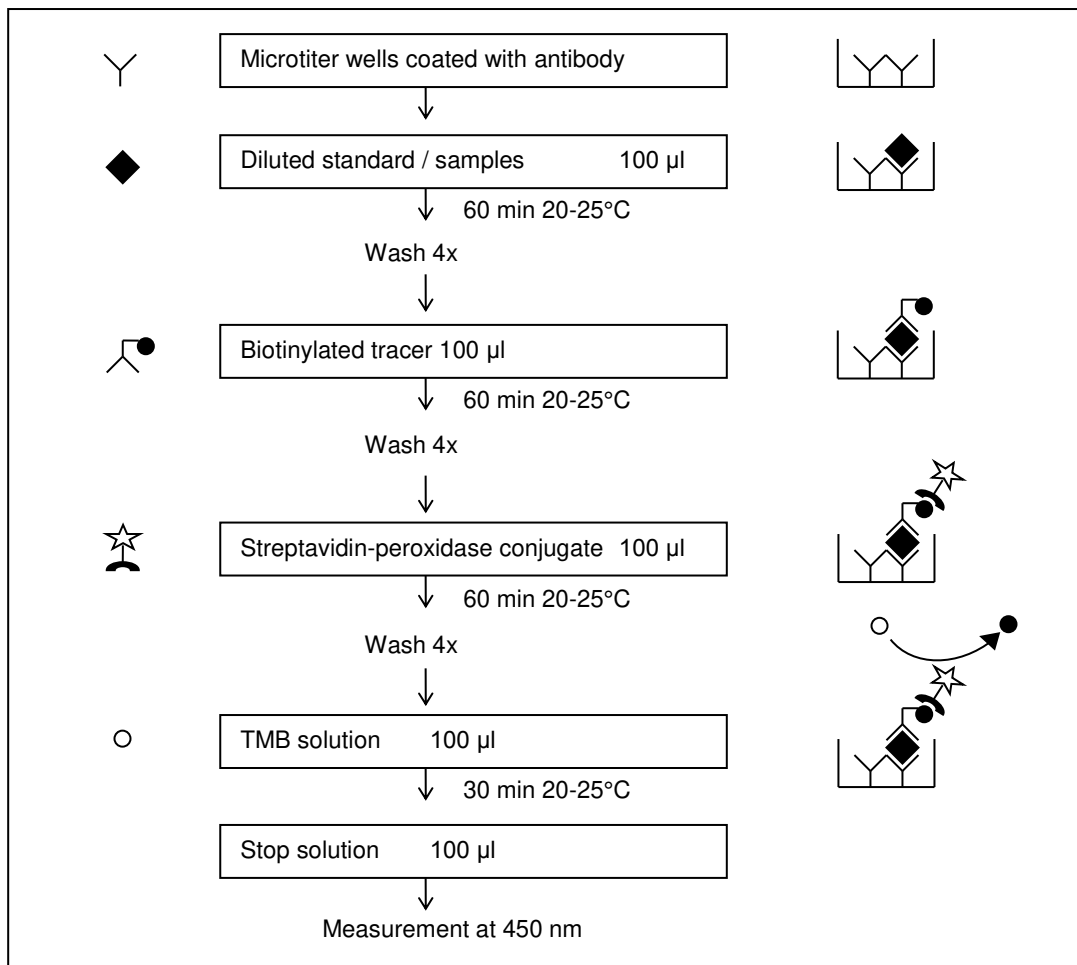 Microtiter wells coated with antibody
Diluted standard / samples 100 µl
60 min 20-25°C
Wash 4x
Biotinylated tracer 100 µl
60 min 20-25°C
Wash 4x
Streptavidin-peroxidase conjugate 100 µl
60 min 20-25°C
Wash 4x
TMB solution 100 µl
30 min 20-25°C
Stop solution 100 µl
Measurement at 450 nm